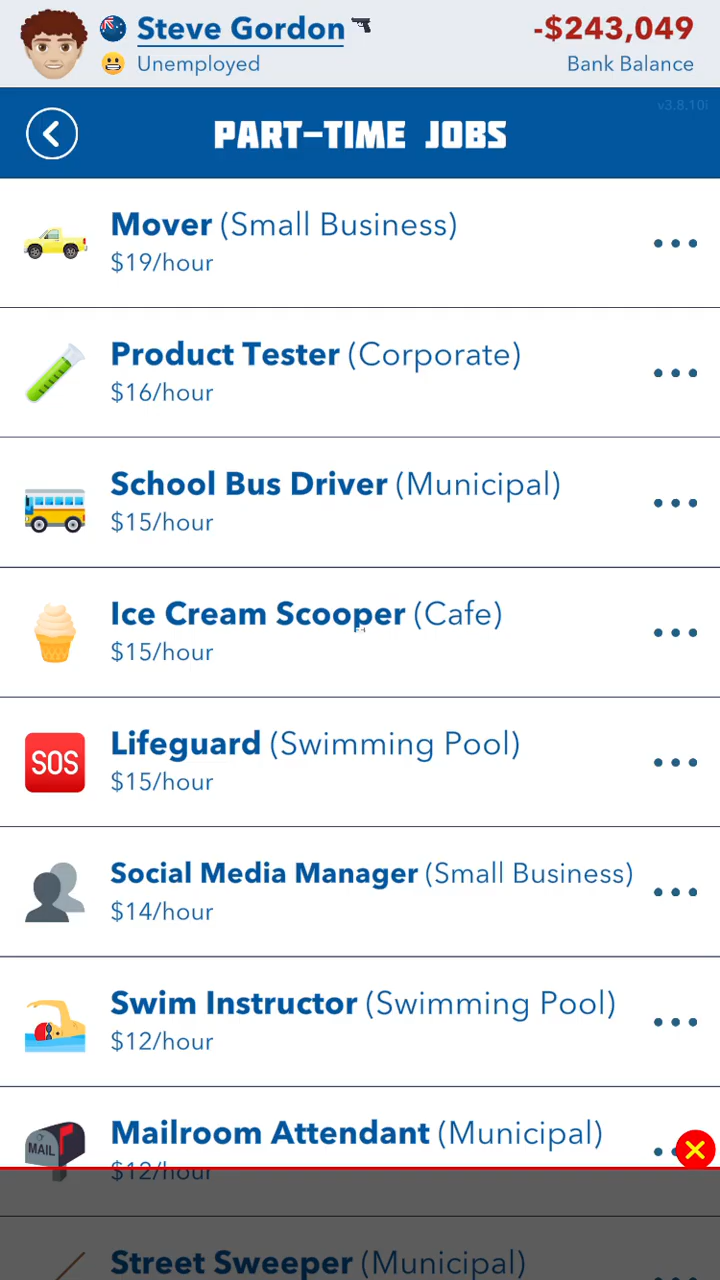 Steve Gordon
-$243,049
Unemployed
Bank Balance
v3.8.10i
PART-TIME JOBS
Mover (Small Business)
$19/hour
Product Tester (Corporate)
$16/hour
School Bus Driver (Municipal)
$15/hour
Ice Cream Scooper (Cafe)
$15/hour
SOS
Lifeguard (Swimming Pool)
$15/hour
Social Media Manager (Small Business)
$14/hour
Swim Instructor (Swimming Pool)
$12/hour
MAIL
Mailroom Attendant (Municipal)
$12/hour
Street Sweeper (Municipal)